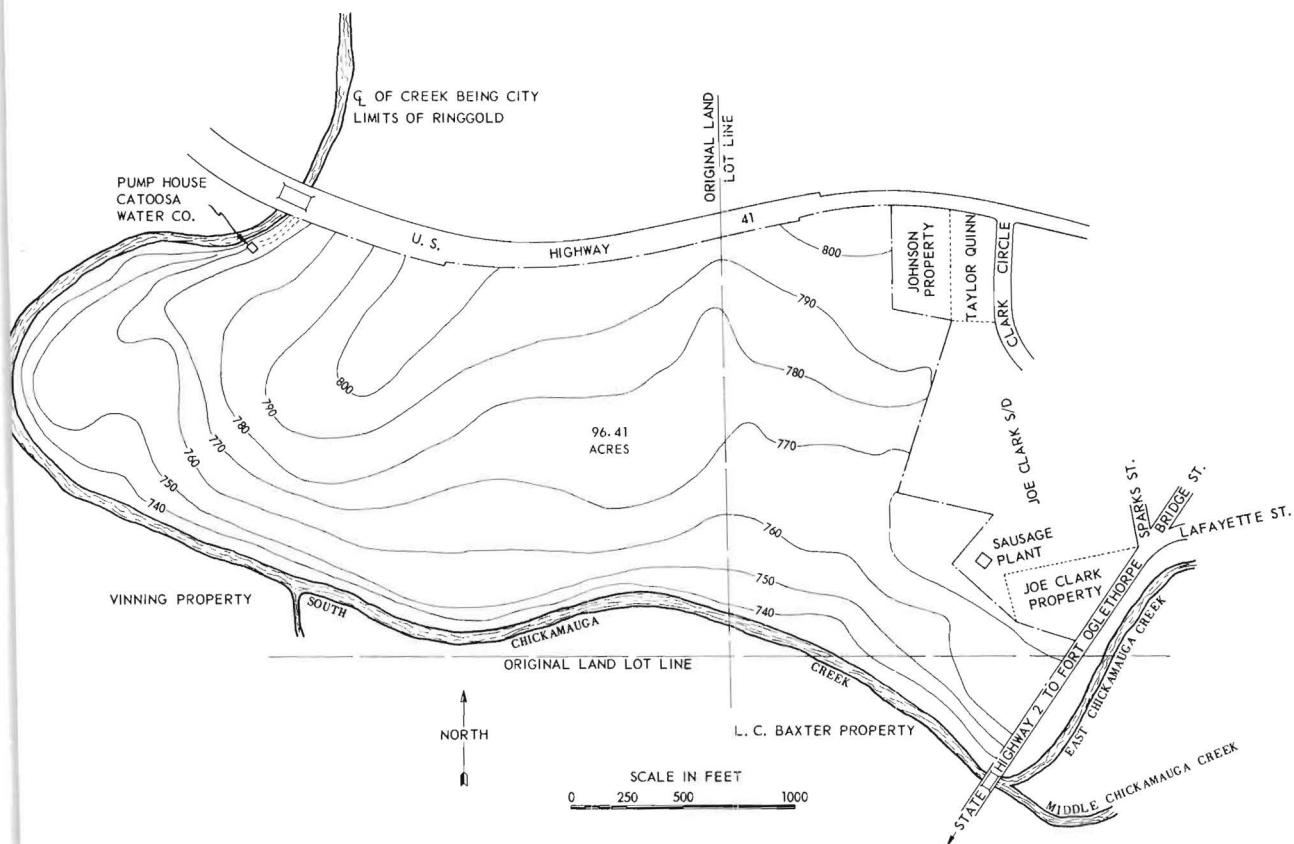 ℄ OF CREEK BEING CITY
LIMITS OF RINGGOLD
ORIGINAL LAND
LOT LINE
PUMP HOUSE
CATOOSA
WATER CO.
U. S.
HIGHWAY
41
800
JOHNSON
PROPERTY
TAYLOR QUINN
CLARK CIRCLE
790
800
790
780
780
770
760
750
740
96.41
ACRES
770
JOE CLARK S/D
SPARKS ST.
BRIDGE ST.
LAFAYETTE ST.
760
SAUSAGE
PLANT
JOE CLARK
PROPERTY
750
740
VINNING PROPERTY
SOUTH
CHICKAMAUGA
CREEK
ORIGINAL LAND LOT LINE
STATE HIGHWAY 2 TO FORT OGLETHORPE
EAST CHICKAMAUGA CREEK
NORTH
L. C. BAXTER PROPERTY
MIDDLE CHICKAMAUGA CREEK
SCALE IN FEET
0 250 500 1000